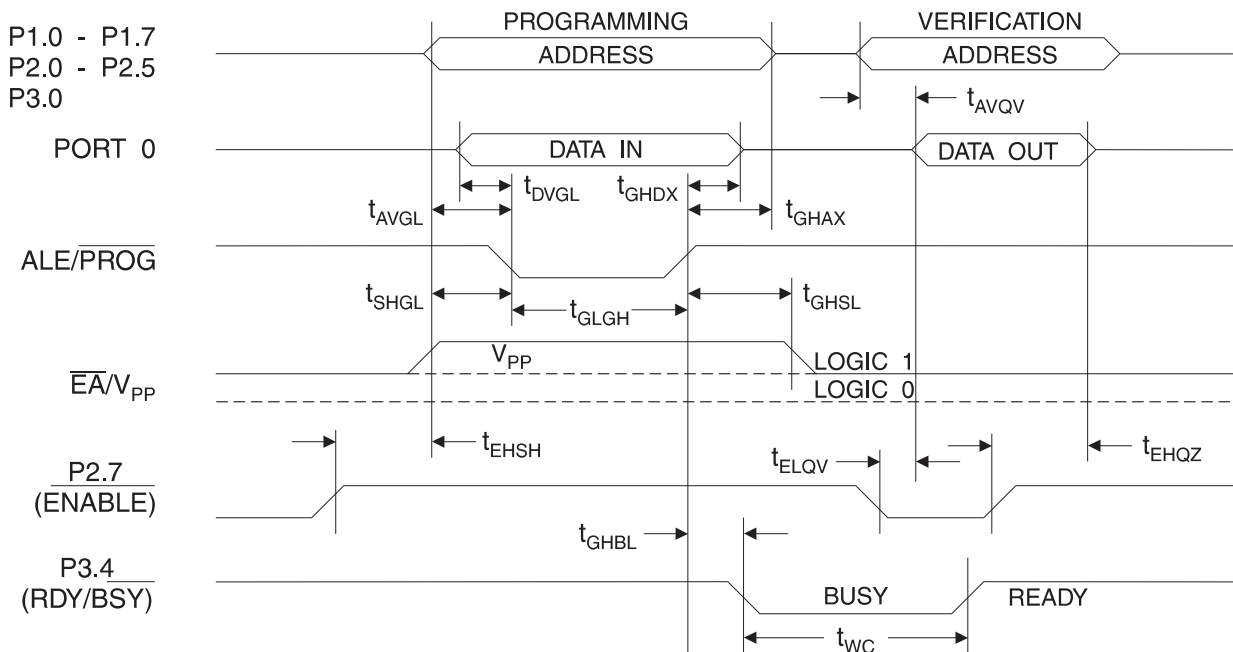 PROGRAMMING VERIFICATION
P1.0 - P1.7
P2.0 - P2.5
P3.0
ADDRESS ADDRESS
tAVQV
PORT 0 DATA IN DATA OUT
tDVGL tGHDX
tAVGL tGHAX
ALE/PROG
tSHGL tGLGH tGHSL
VPP LOGIC 1
EA/VPP LOGIC 0
tEHSH tELQV tEHQZ
P2.7
(ENABLE)
tGHBL
P3.4
(RDY/BSY) BUSY READY
tWC